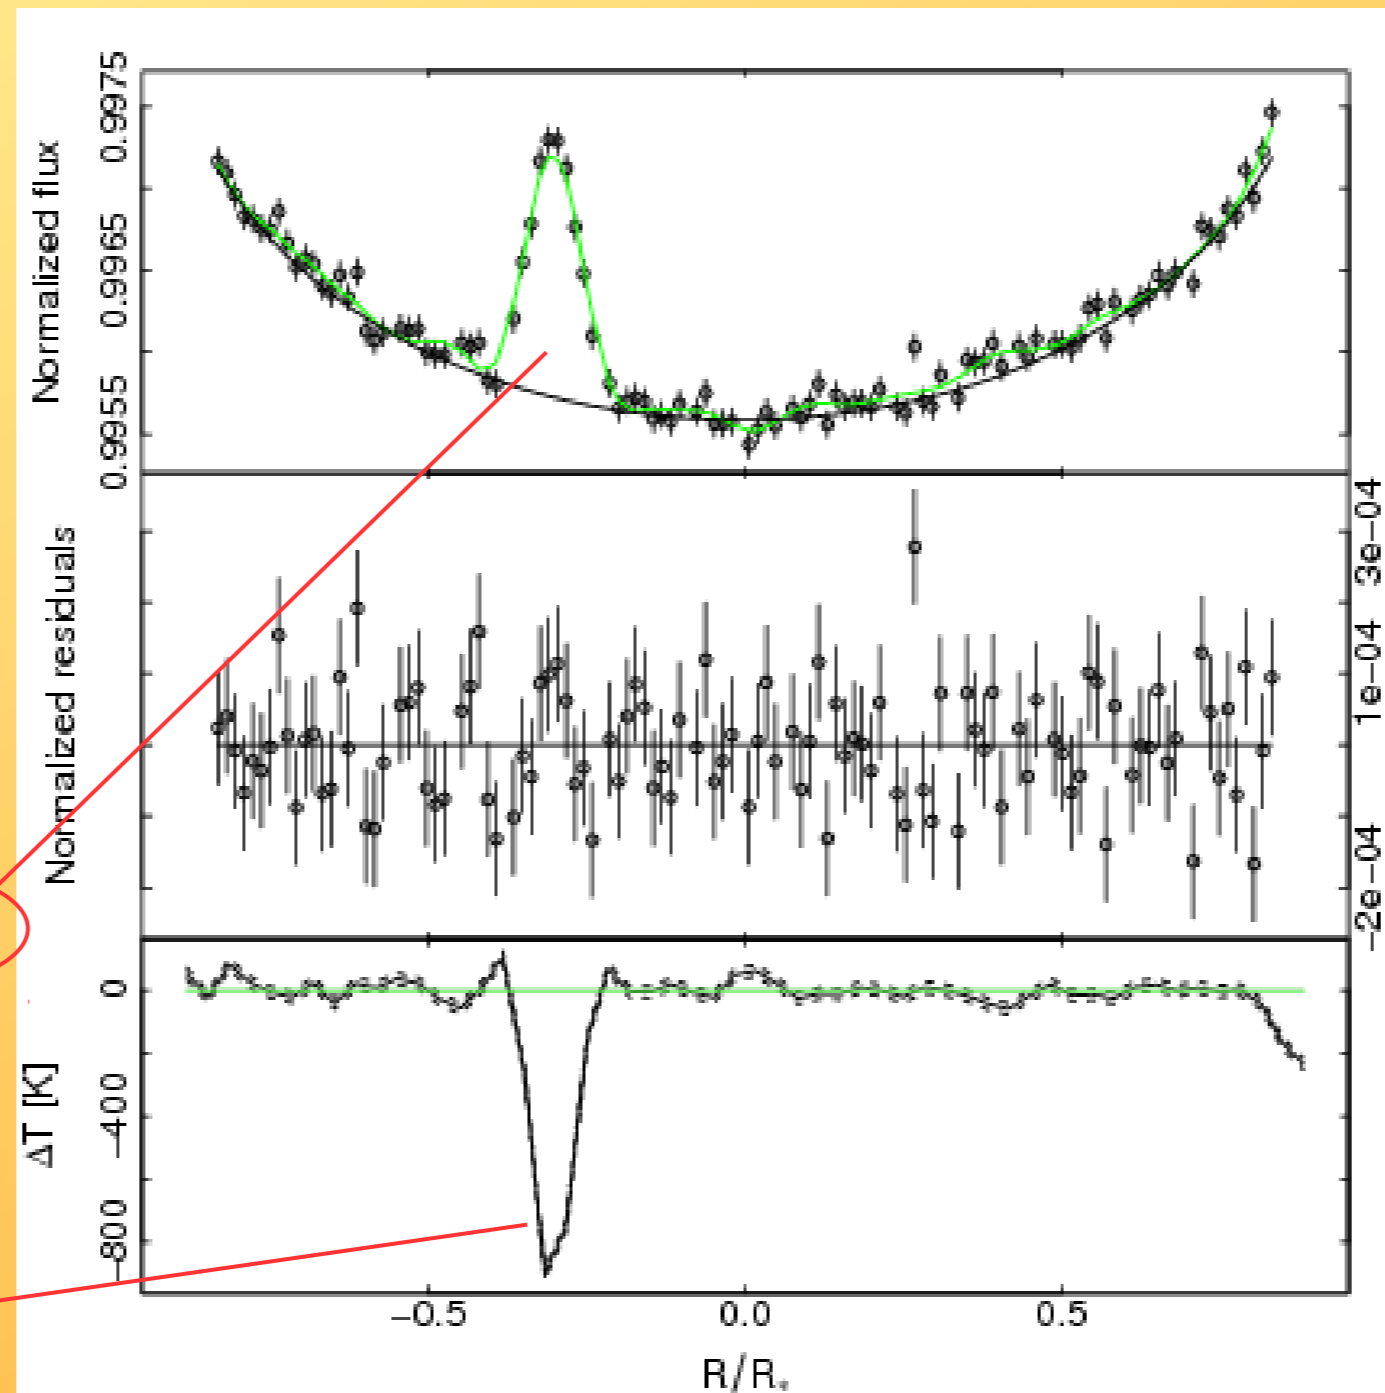 Normalized flux
0.9975
0.9965
0.9955
Normalized residuals
3e−04
1e−04
−2e−04
ΔT [K]
0
−400
−800
−0.5 0.0 0.5
R/R*